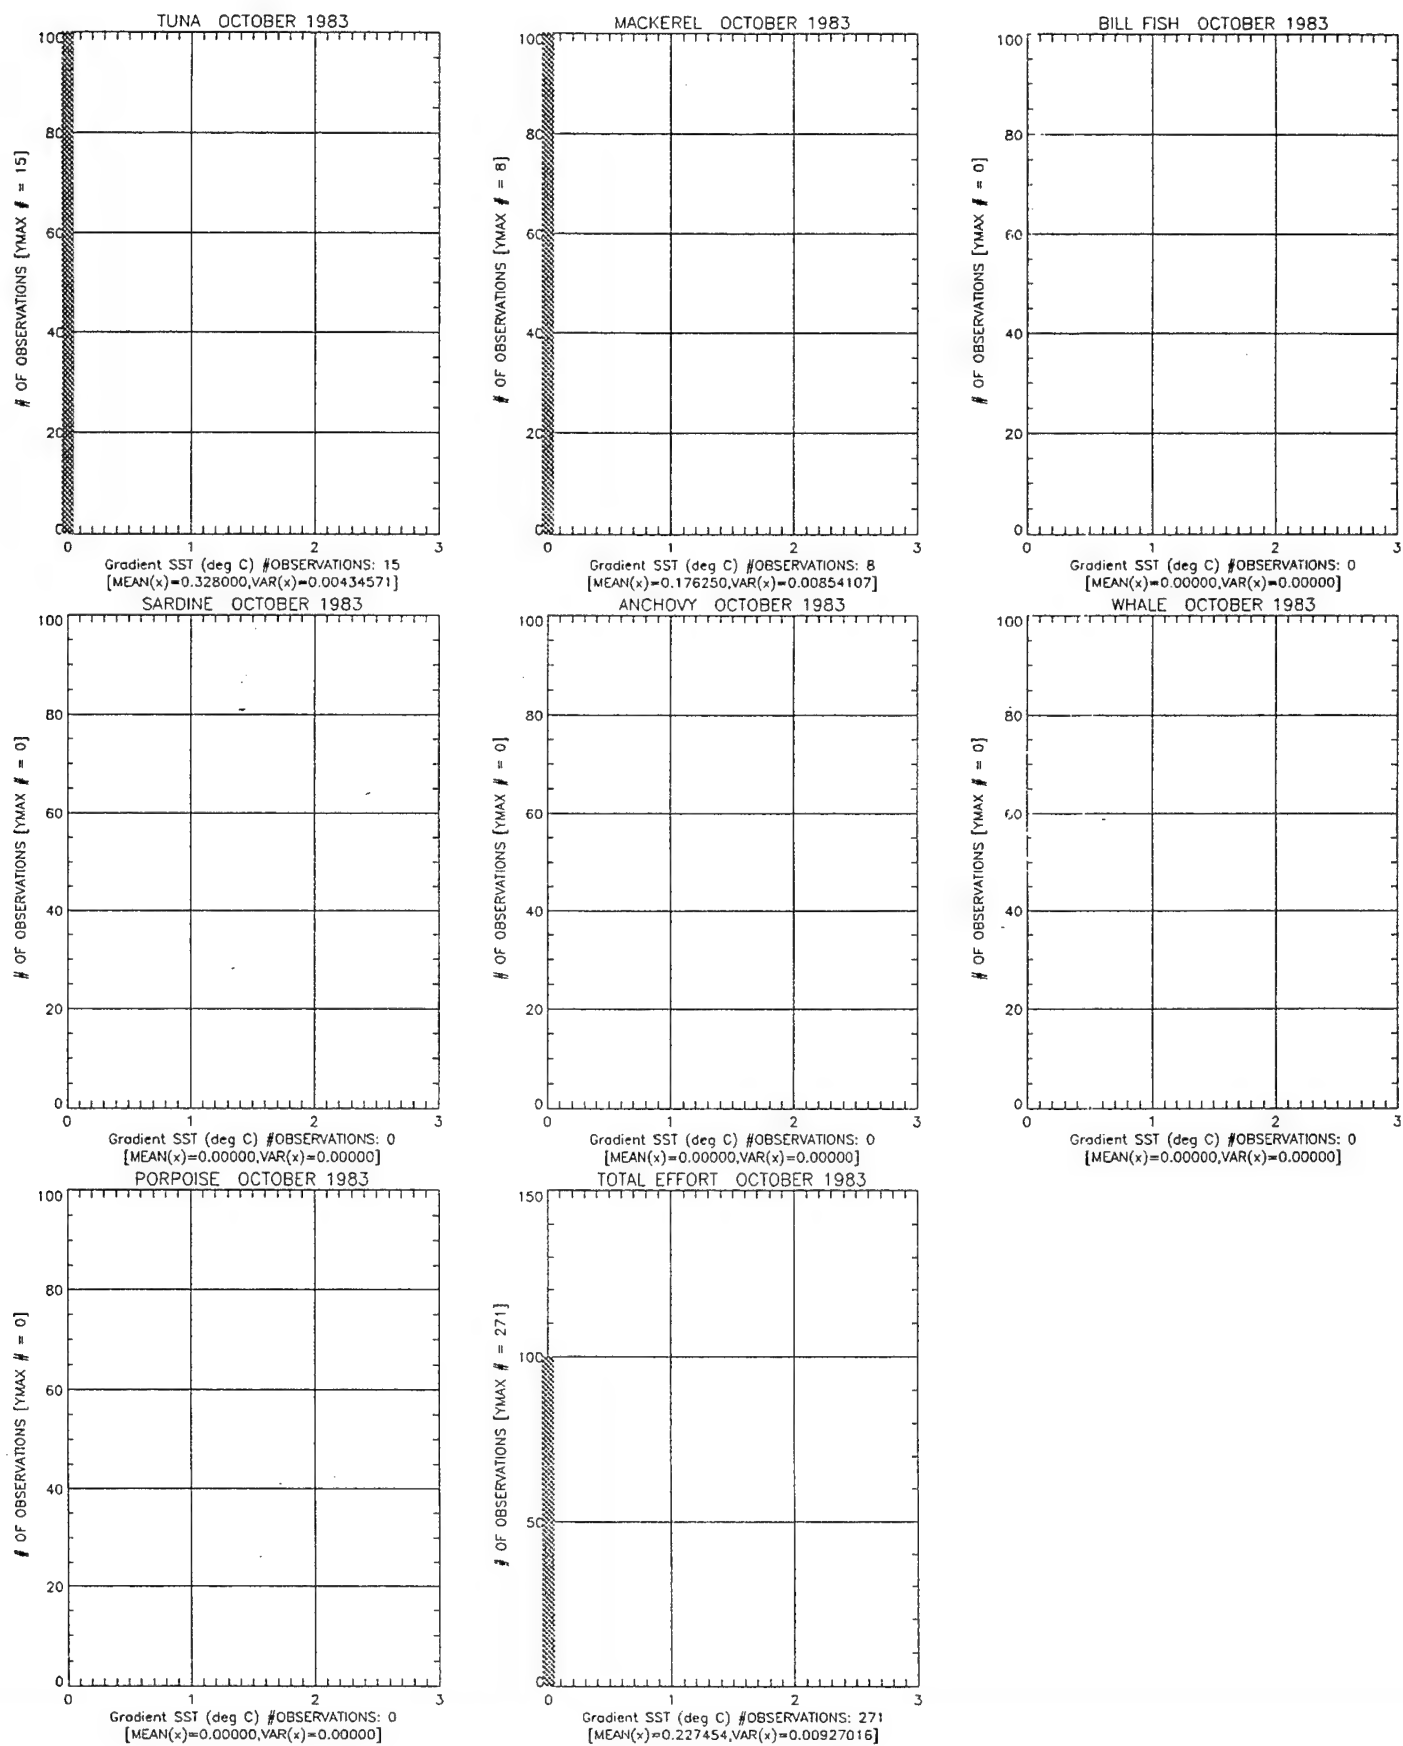 TUNA OCTOBER 1983
100
80
60
40
20
0
# OF OBSERVATIONS [YMAX # = 15]
0 1 2 3
Gradient SST (deg C) #OBSERVATIONS: 15
[MEAN(x)=0.328000,VAR(x)=0.00434571]
MACKEREL OCTOBER 1983
100
80
60
40
20
0
# OF OBSERVATIONS [YMAX # = 8]
0 1 2 3
Gradient SST (deg C) #OBSERVATIONS: 8
[MEAN(x)=0.176250,VAR(x)=0.00854107]
BILL FISH OCTOBER 1983
100
80
60
40
20
0
# OF OBSERVATIONS [YMAX # = 0]
0 1 2 3
Gradient SST (deg C) #OBSERVATIONS: 0
[MEAN(x)=0.00000,VAR(x)=0.00000]
SARDINE OCTOBER 1983
100
80
60
40
20
0
# OF OBSERVATIONS [YMAX # = 0]
0 1 2 3
Gradient SST (deg C) #OBSERVATIONS: 0
[MEAN(x)=0.00000,VAR(x)=0.00000]
ANCHOVY OCTOBER 1983
100
80
60
40
20
0
# OF OBSERVATIONS [YMAX # = 0]
0 1 2 3
Gradient SST (deg C) #OBSERVATIONS: 0
[MEAN(x)=0.00000,VAR(x)=0.00000]
WHALE OCTOBER 1983
100
80
60
40
20
0
# OF OBSERVATIONS [YMAX # = 0]
0 1 2 3
Gradient SST (deg C) #OBSERVATIONS: 0
[MEAN(x)=0.00000,VAR(x)=0.00000]
PORPOISE OCTOBER 1983
100
80
60
40
20
0
# OF OBSERVATIONS [YMAX # = 0]
0 1 2 3
Gradient SST (deg C) #OBSERVATIONS: 0
[MEAN(x)=0.00000,VAR(x)=0.00000]
TOTAL EFFORT OCTOBER 1983
150
100
50
0
# OF OBSERVATIONS [YMAX # = 271]
0 1 2 3
Gradient SST (deg C) #OBSERVATIONS: 271
[MEAN(x)=0.227454,VAR(x)=0.00927016]